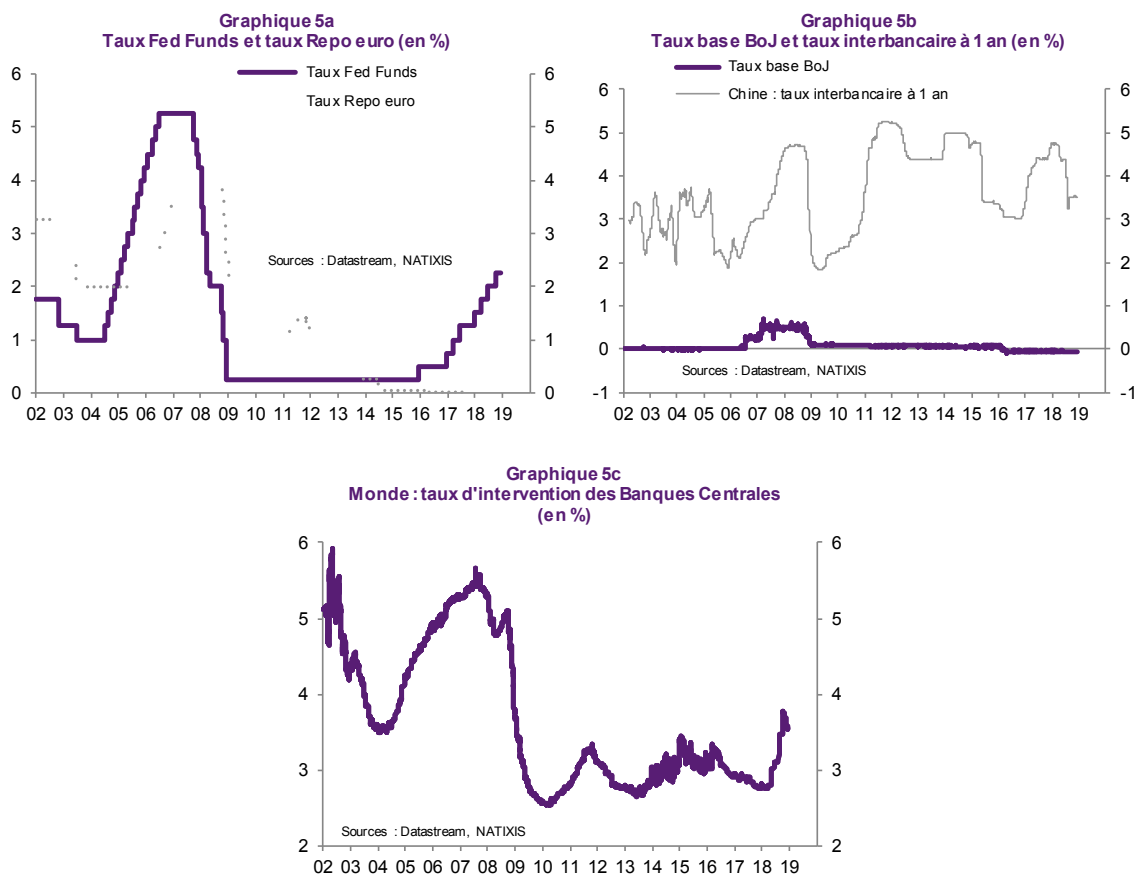 Graphique 5a
Taux Fed Funds et taux Repo euro (en %)
Taux Fed Funds
Taux Repo euro
6
5
4
3
2
1
0
6
5
4
3
2
1
0
Sources : Datastream, NATIXIS
02 03 04 05 06 07 09 10 11 12 13 14 15 16 17 18 19
Graphique 5b
Taux base BoJ et taux interbancaire à 1 an (en %)
Taux base BoJ
Chine : taux interbancaire à 1 an
6
5
4
3
2
1
0
-1
6
5
4
3
2
1
0
-1
Sources : Datastream, NATIXIS
02 03 04 05 06 07 08 09 10 11 12 13 14 15 16 17 18 19
Graphique 5c
Monde : taux d'intervention des Banques Centrales
(en %)
6
5
4
3
2
6
5
4
3
2
Sources : Datastream, NATIXIS
02 03 04 05 06 07 08 10 11 12 13 14 15 16 17 18 19